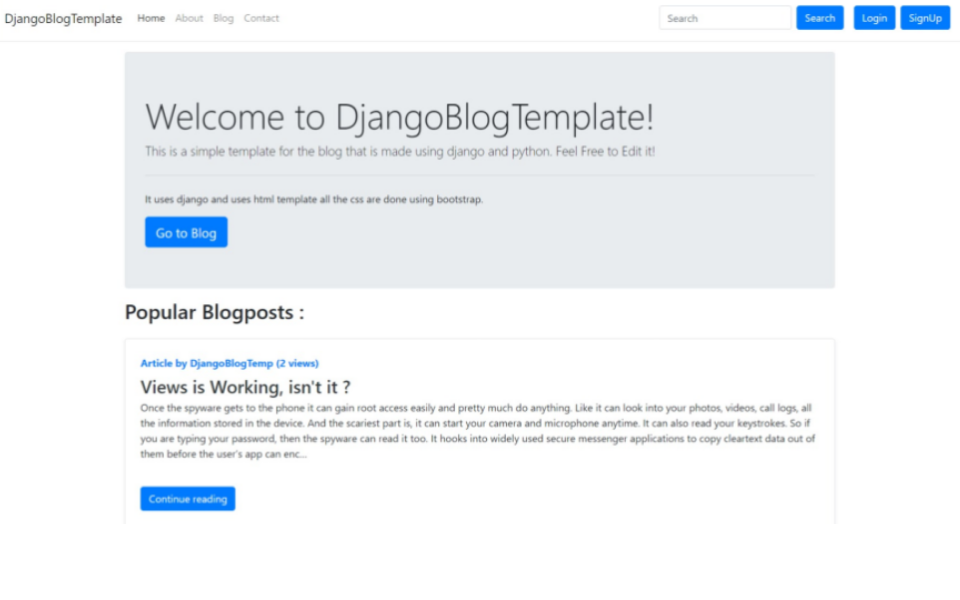 DjangoBlogTemplate Home About Blog Contact Search Search Login SignUp
Welcome to DjangoBlogTemplate!
This is a simple template for the blog that is made using django and python. Feel Free to Edit it!
It uses django and uses html template all the css are done using bootstrap.
Go to Blog
Popular Blogposts :
Article by DjangoBlogTemp (2 views)
Views is Working, isn't it ?
Once the spyware gets to the phone it can gain root access easily and pretty much do anything. Like it can look into your photos, videos, call logs, all
the information stored in the device. And the scariest part is, it can start your camera and microphone anytime. It can also read your keystrokes. So if
you are typing your password, then the spyware can read it too. It hooks into widely used secure messenger applications to copy cleartext data out of
them before the user's app can enc...
Continue reading